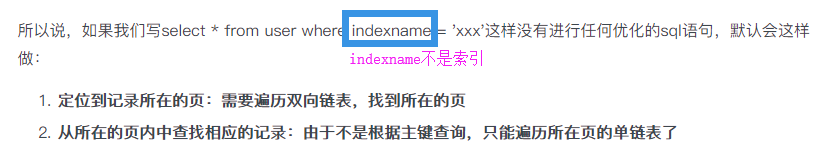 所以说，如果我们写select * from user where indexname = 'xxx'这样没有进行任何优化的sql语句，默认会这样
做：
indexname不是索引
1. 定位到记录所在的页：需要遍历双向链表，找到所在的页
2. 从所在的页内中查找相应的记录：由于不是根据主键查询，只能遍历所在页的单链表了